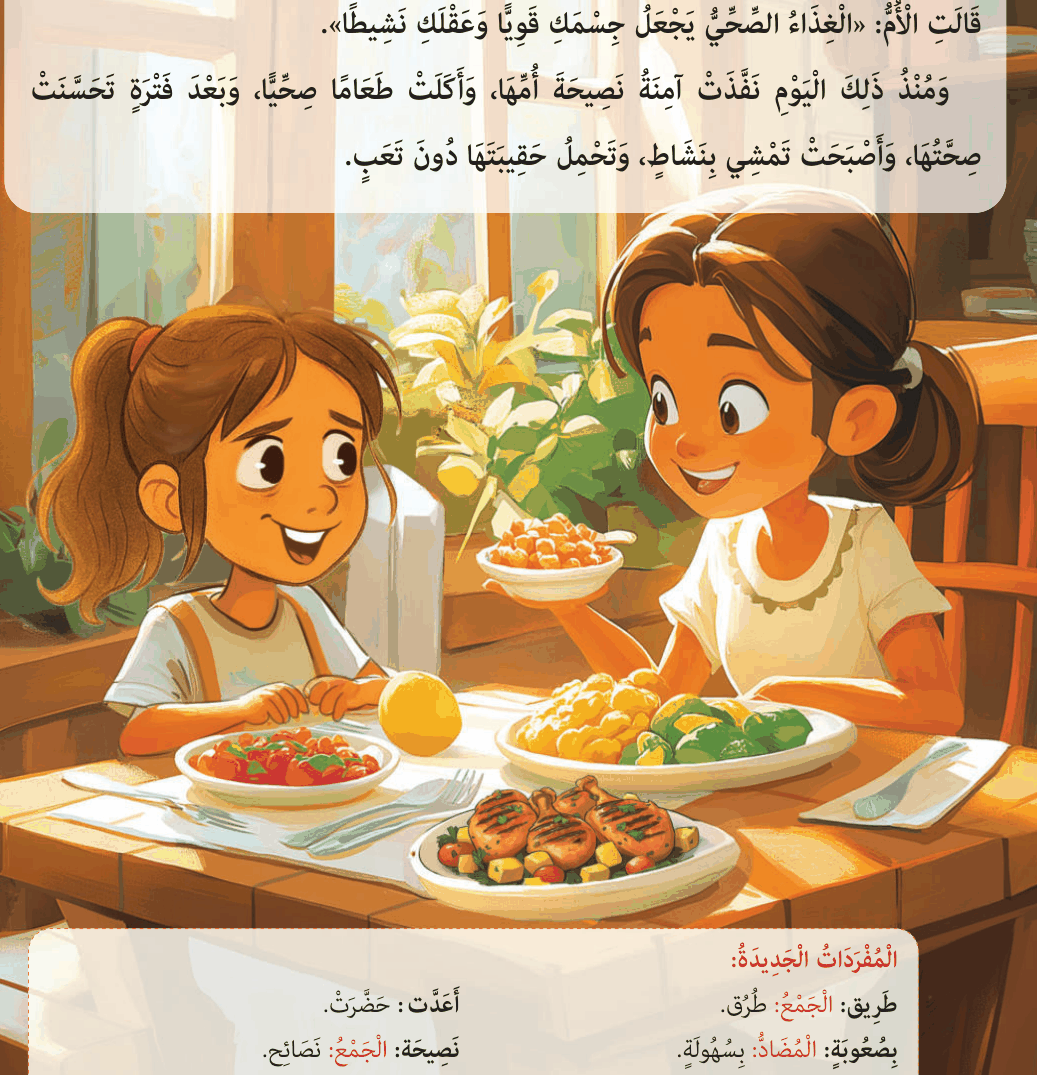 قَالَتِ الْأُمُّ: «الْغِذَاءُ الصِّحِّيُّ يَجْعَلُ جِسْمَكِ قَوِيًّا وَعَقْلَكِ نَشِيطًا».
وَمُنْذُ ذَلِكَ الْيَوْمِ نَفَّذَتْ آمِنَةُ نَصِيحَةَ أُمِّهَا، وَأَكَلَتْ طَعَامًا صِحِّيًّا، وَبَعْدَ فَتْرَةٍ تَحَسَّنَتْ
صِحَّتُهَا، وَأَصْبَحَتْ تَمْشِي بِنَشَاطٍ، وَتَحْمِلُ حَقِيبَتَهَا دُونَ تَعَبٍ.
الْمُفْرَدَاتُ الْجَدِيدَةُ:
طَرِيق: الْجَمْعُ: طُرُق. أَعَدَّت: حَضَّرَتْ.
بِصُعُوبَةٍ: الْمُضَادُّ: بِسُهُولَةٍ. نَصِيحَة: الْجَمْعُ: نَصَائِح.